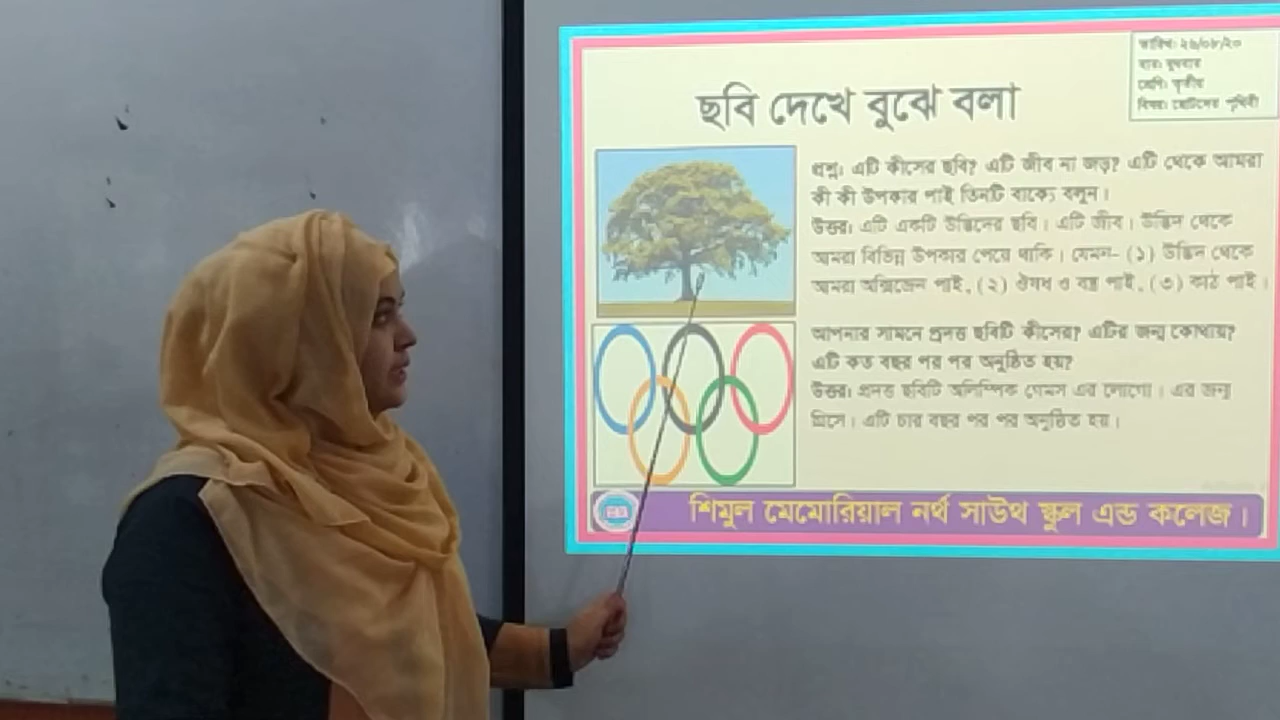 তারিখ: ২৬/০৮/২০
বার: বুধবার
শ্রেণি: তৃতীয়
বিষয়: ছোটদের পৃথিবী
ছবি দেখে বুঝে বলা
প্রশ্ন: এটি কীসের ছবি? এটি জীব না জড়? এটি থেকে আমরা
কী কী উপকার পাই তিনটি বাক্যে বলুন।
উত্তর: এটি একটি উদ্ভিদের ছবি। এটি জীব। উদ্ভিদ থেকে
আমরা বিভিন্ন উপকার পেয়ে থাকি। যেমন- (১) উদ্ভিদ থেকে
আমরা অক্সিজেন পাই, (২) ঔষধ ও বস্ত্র পাই, (৩) কাঠ পাই।
আপনার সামনে প্রদত্ত ছবিটি কীসের? এটির জন্ম কোথায়?
এটি কত বছর পর পর অনুষ্ঠিত হয়?
উত্তর: প্রদত্ত ছবিটি অলিম্পিক গেমস এর লোগো। এর জন্ম
গ্রিসে। এটি চার বছর পর পর অনুষ্ঠিত হয়।
শিমুল মেমোরিয়াল নর্থ সাউথ স্কুল এন্ড কলেজ।